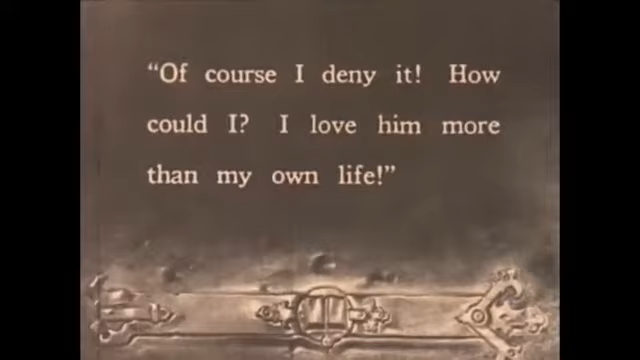 “Of course I deny it! How
could I? I love him more
than my own life!”